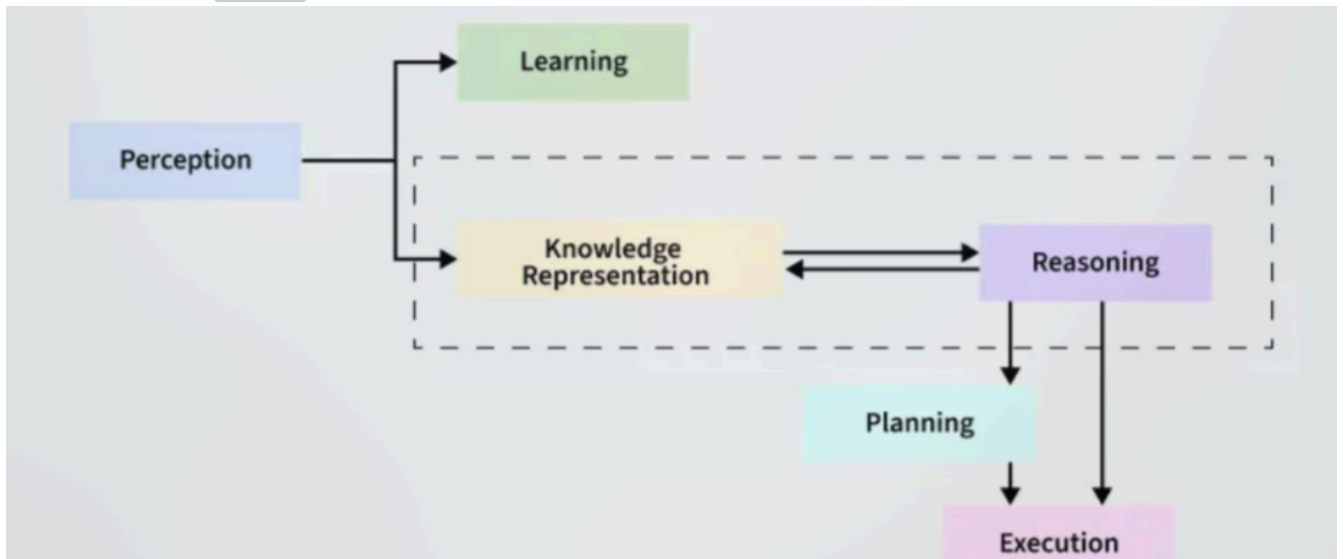 Learning
Perception
Knowledge
Representation
Reasoning
Planning
Execution